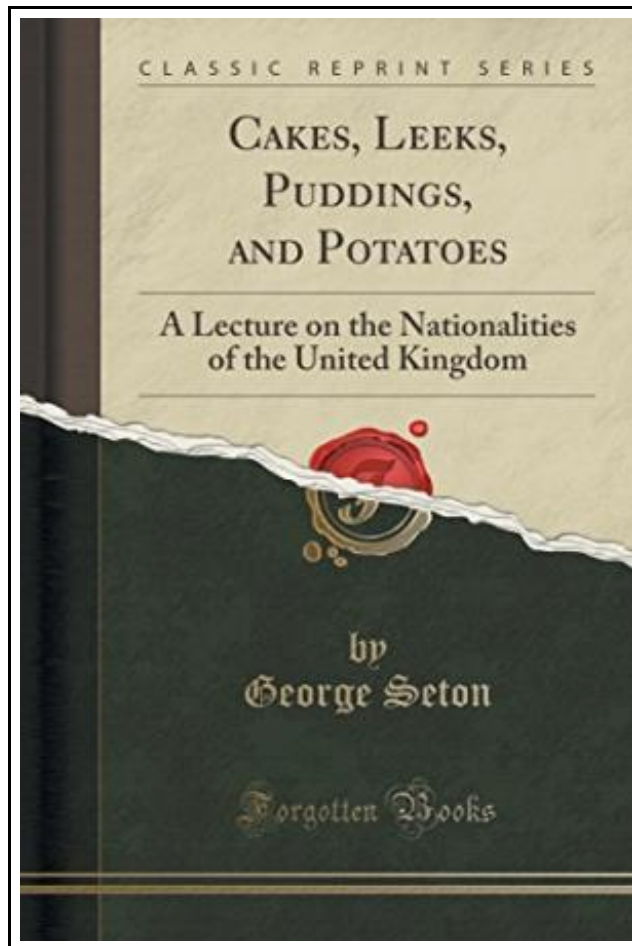 CLASSIC REPRINT SERIES
CAKES, LEEKS,
PUDDINGS,
AND POTATOES
A Lecture on the Nationalities
of the United Kingdom
by
George Seton
Forgotten Books